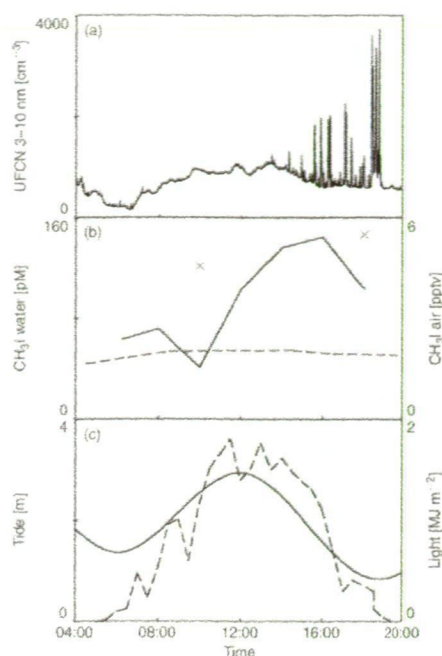 (a)
4000
UFCN 3–10 nm [cm⁻³]
0
(b)
160
CH₃I water [pM]
0
6
CH₃I air [pptv]
0
(c)
4
Tide [m]
0
2
Light [MJ m⁻²]
0
04:00 08:00 12:00 16:00 20:00
Time